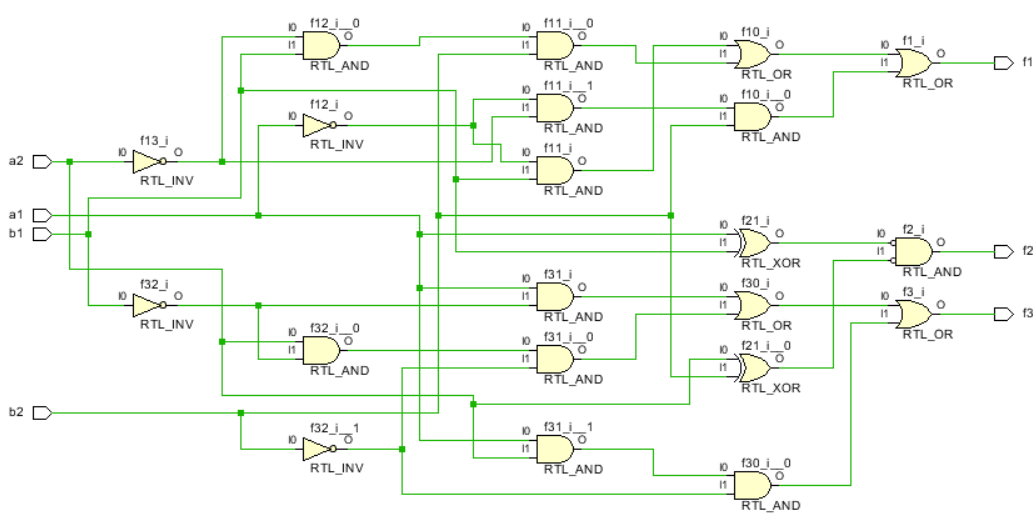 f12_i__0
I0 O
I1
RTL_AND
f11_i__0
I0 O
I1
RTL_AND
f10_i
I0 O
I1
RTL_OR
f1_i
I0 O
I1
RTL_OR
f1
f11_i__1
I0 O
I1
RTL_AND
f10_i__0
I0 O
I1
RTL_AND
f12_i
I0 O
RTL_INV
f13_i
a2
I0 O
RTL_INV
f11_i
I0 O
I1
RTL_AND
a1
b1
f21_i
I0 O
I1
RTL_XOR
f2_i
I0 O
I1
RTL_AND
f2
f32_i
I0 O
RTL_INV
f31_i
I0 O
I1
RTL_AND
f30_i
I0 O
I1
RTL_OR
f3_i
I0 O
I1
RTL_OR
f3
f32_i__0
I0 O
I1
RTL_AND
f31_i__0
I0 O
I1
RTL_AND
f21_i__0
I0 O
I1
RTL_XOR
b2
f32_i__1
I0 O
RTL_INV
f31_i__1
I0 O
I1
RTL_AND
f30_i__0
I0 O
I1
RTL_AND